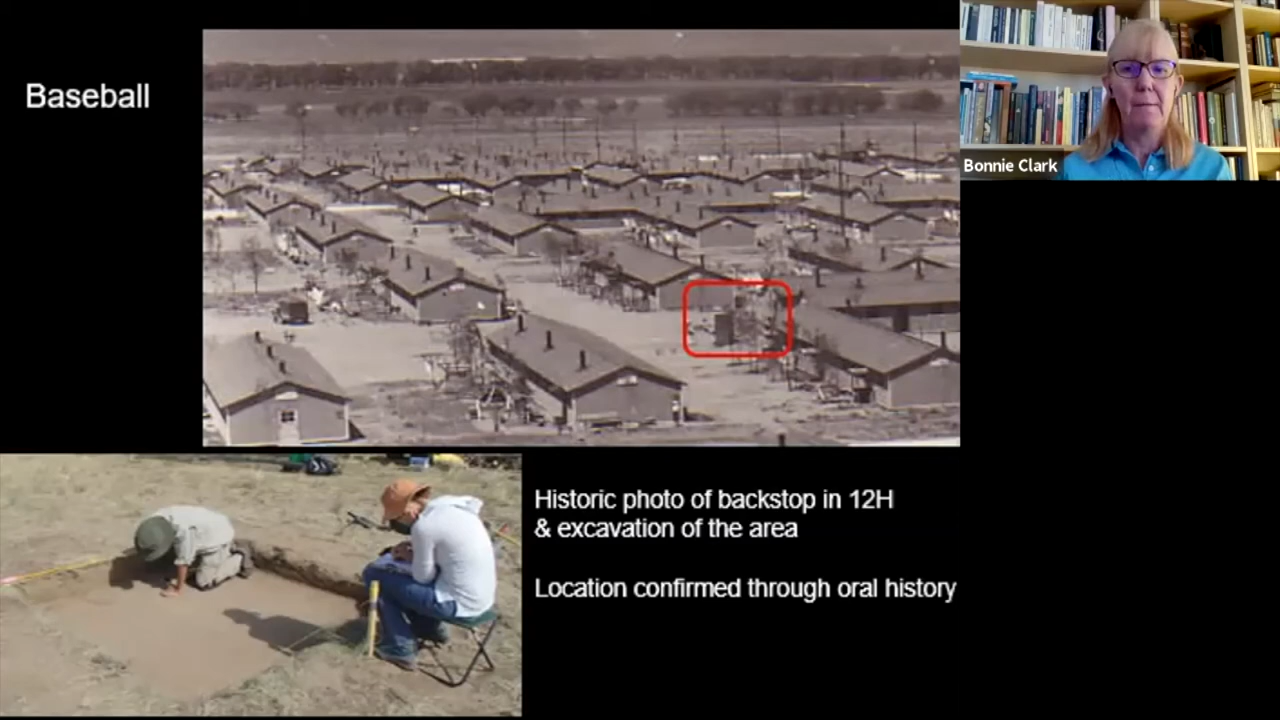 Baseball
Bonnie Clark
Historic photo of backstop in 12H
& excavation of the area
Location confirmed through oral history